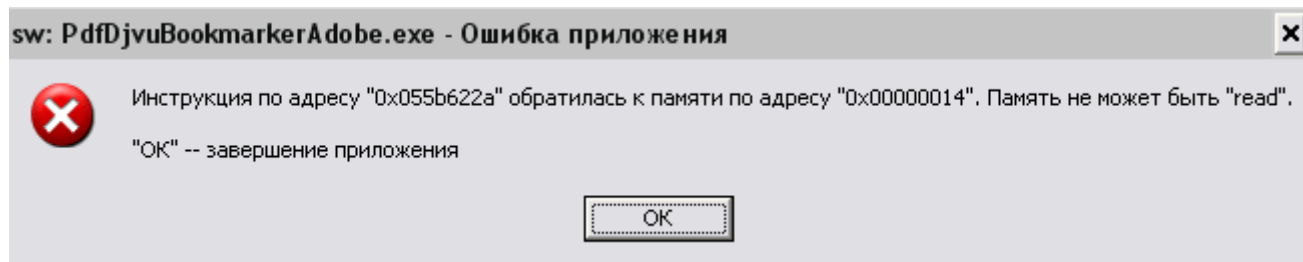 sw: PdfDjvuBookmarkerAdobe.exe - Ошибка приложения
Инструкция по адресу "0x055b622a" обратилась к памяти по адресу "0x00000014". Память не может быть "read".
"ОК" -- завершение приложения
ОК